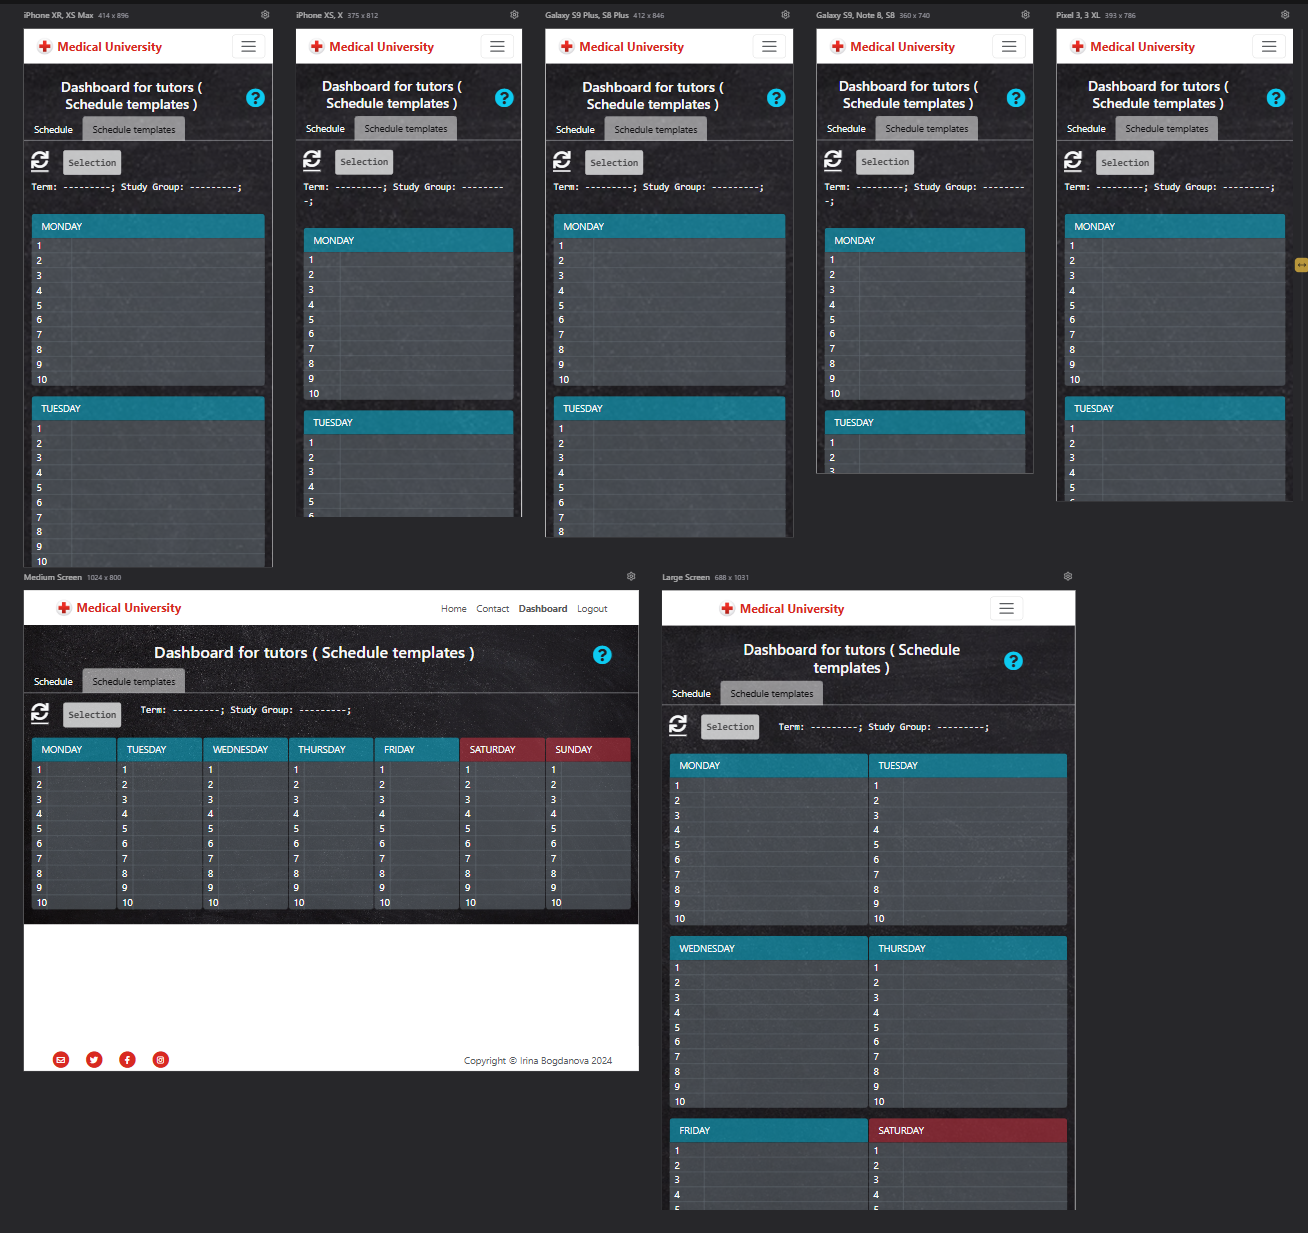 iPhone XR, XS Max 414 x 896
Medical University
Dashboard for tutors (
Schedule templates )
?
Schedule
Schedule templates
Selection
Term: ---------; Study Group: ---------;
MONDAY
1
2
3
4
5
6
7
8
9
10
TUESDAY
1
2
3
4
5
6
7
8
9
10
iPhone XS, X 375 x 812
Medical University
Dashboard for tutors (
Schedule templates )
?
Schedule
Schedule templates
Selection
Term: ---------; Study Group: --------
-;
MONDAY
1
2
3
4
5
6
7
8
9
10
TUESDAY
1
2
3
4
5
6
Galaxy S9 Plus, S8 Plus 412 x 846
Medical University
Dashboard for tutors (
Schedule templates )
?
Schedule
Schedule templates
Selection
Term: ---------; Study Group: ---------;
MONDAY
1
2
3
4
5
6
7
8
9
10
TUESDAY
1
2
3
4
5
6
7
8
Galaxy S9, Note 8, S8 360 x 740
Medical University
Dashboard for tutors (
Schedule templates )
?
Schedule
Schedule templates
Selection
Term: ---------; Study Group: --------
-;
MONDAY
1
2
3
4
5
6
7
8
9
10
TUESDAY
1
2
3
Pixel 3, 3 XL 393 x 786
Medical University
Dashboard for tutors (
Schedule templates )
?
Schedule
Schedule templates
Selection
Term: ---------; Study Group: ---------;
MONDAY
1
2
3
4
5
6
7
8
9
10
TUESDAY
1
2
3
4
5
6
Medium Screen 1024 x 800
Medical University
Home Contact Dashboard Logout
Dashboard for tutors ( Schedule templates )
?
Schedule
Schedule templates
Selection
Term: ---------; Study Group: ---------;
MONDAY TUESDAY WEDNESDAY THURSDAY FRIDAY SATURDAY SUNDAY
1 1 1 1 1 1 1
2 2 2 2 2 2 2
3 3 3 3 3 3 3
4 4 4 4 4 4 4
5 5 5 5 5 5 5
6 6 6 6 6 6 6
7 7 7 7 7 7 7
8 8 8 8 8 8 8
9 9 9 9 9 9 9
10 10 10 10 10 10 10
Copyright © Irina Bogdanova 2024
Large Screen 688 x 1031
Medical University
Dashboard for tutors ( Schedule
templates )
?
Schedule
Schedule templates
Selection
Term: ---------; Study Group: ---------;
MONDAY TUESDAY
1 1
2 2
3 3
4 4
5 5
6 6
7 7
8 8
9 9
10 10
WEDNESDAY THURSDAY
1 1
2 2
3 3
4 4
5 5
6 6
7 7
8 8
9 9
10 10
FRIDAY SATURDAY
1 1
2 2
3 3
4 4
5 5